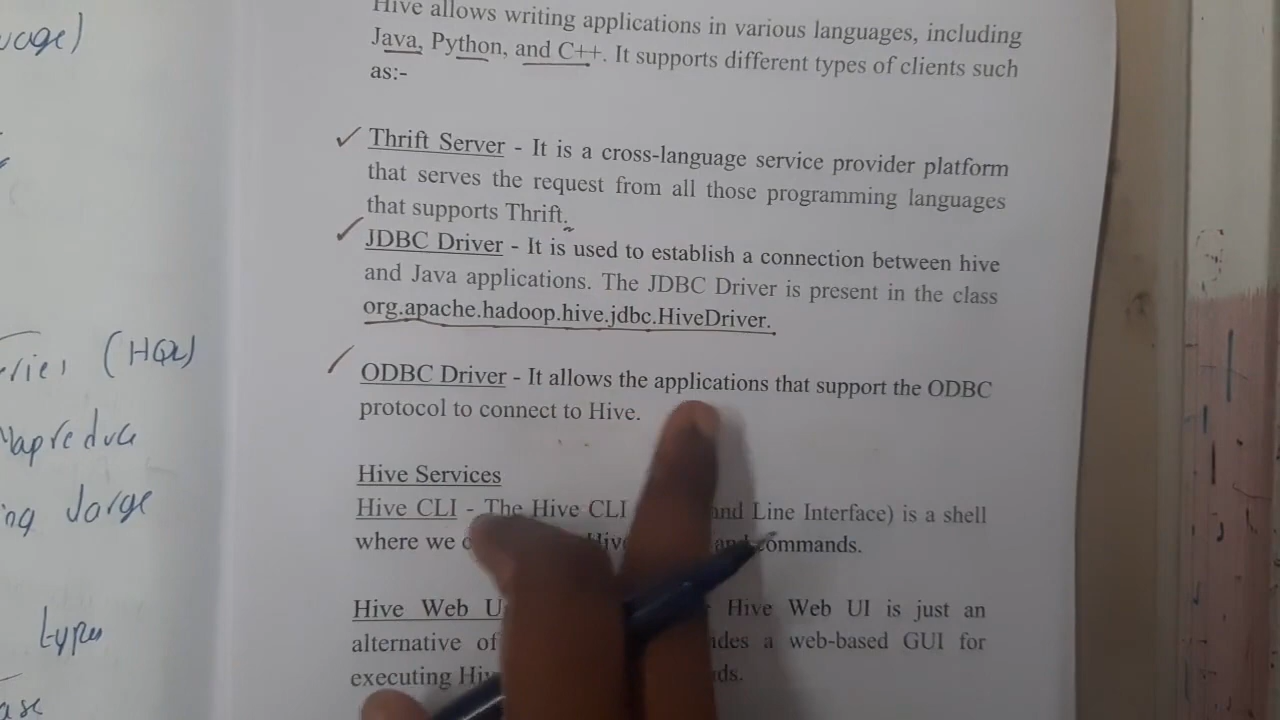 Hive allows writing applications in various languages, including
Java, Python, and C++. It supports different types of clients such
as:-
Thrift Server - It is a cross-language service provider platform
that serves the request from all those programming languages
that supports Thrift.
JDBC Driver - It is used to establish a connection between hive
and Java applications. The JDBC Driver is present in the class
org.apache.hadoop.hive.jdbc.HiveDriver.
ODBC Driver - It allows the applications that support the ODBC
protocol to connect to Hive.
Hive Services
Hive CLI - The Hive CLI Line Interface) is a shell
where we and commands.
Hive Web Hive Web UI is just an
alternative of a web-based GUI for
executing
(HQL)
Mapreduce
large
types